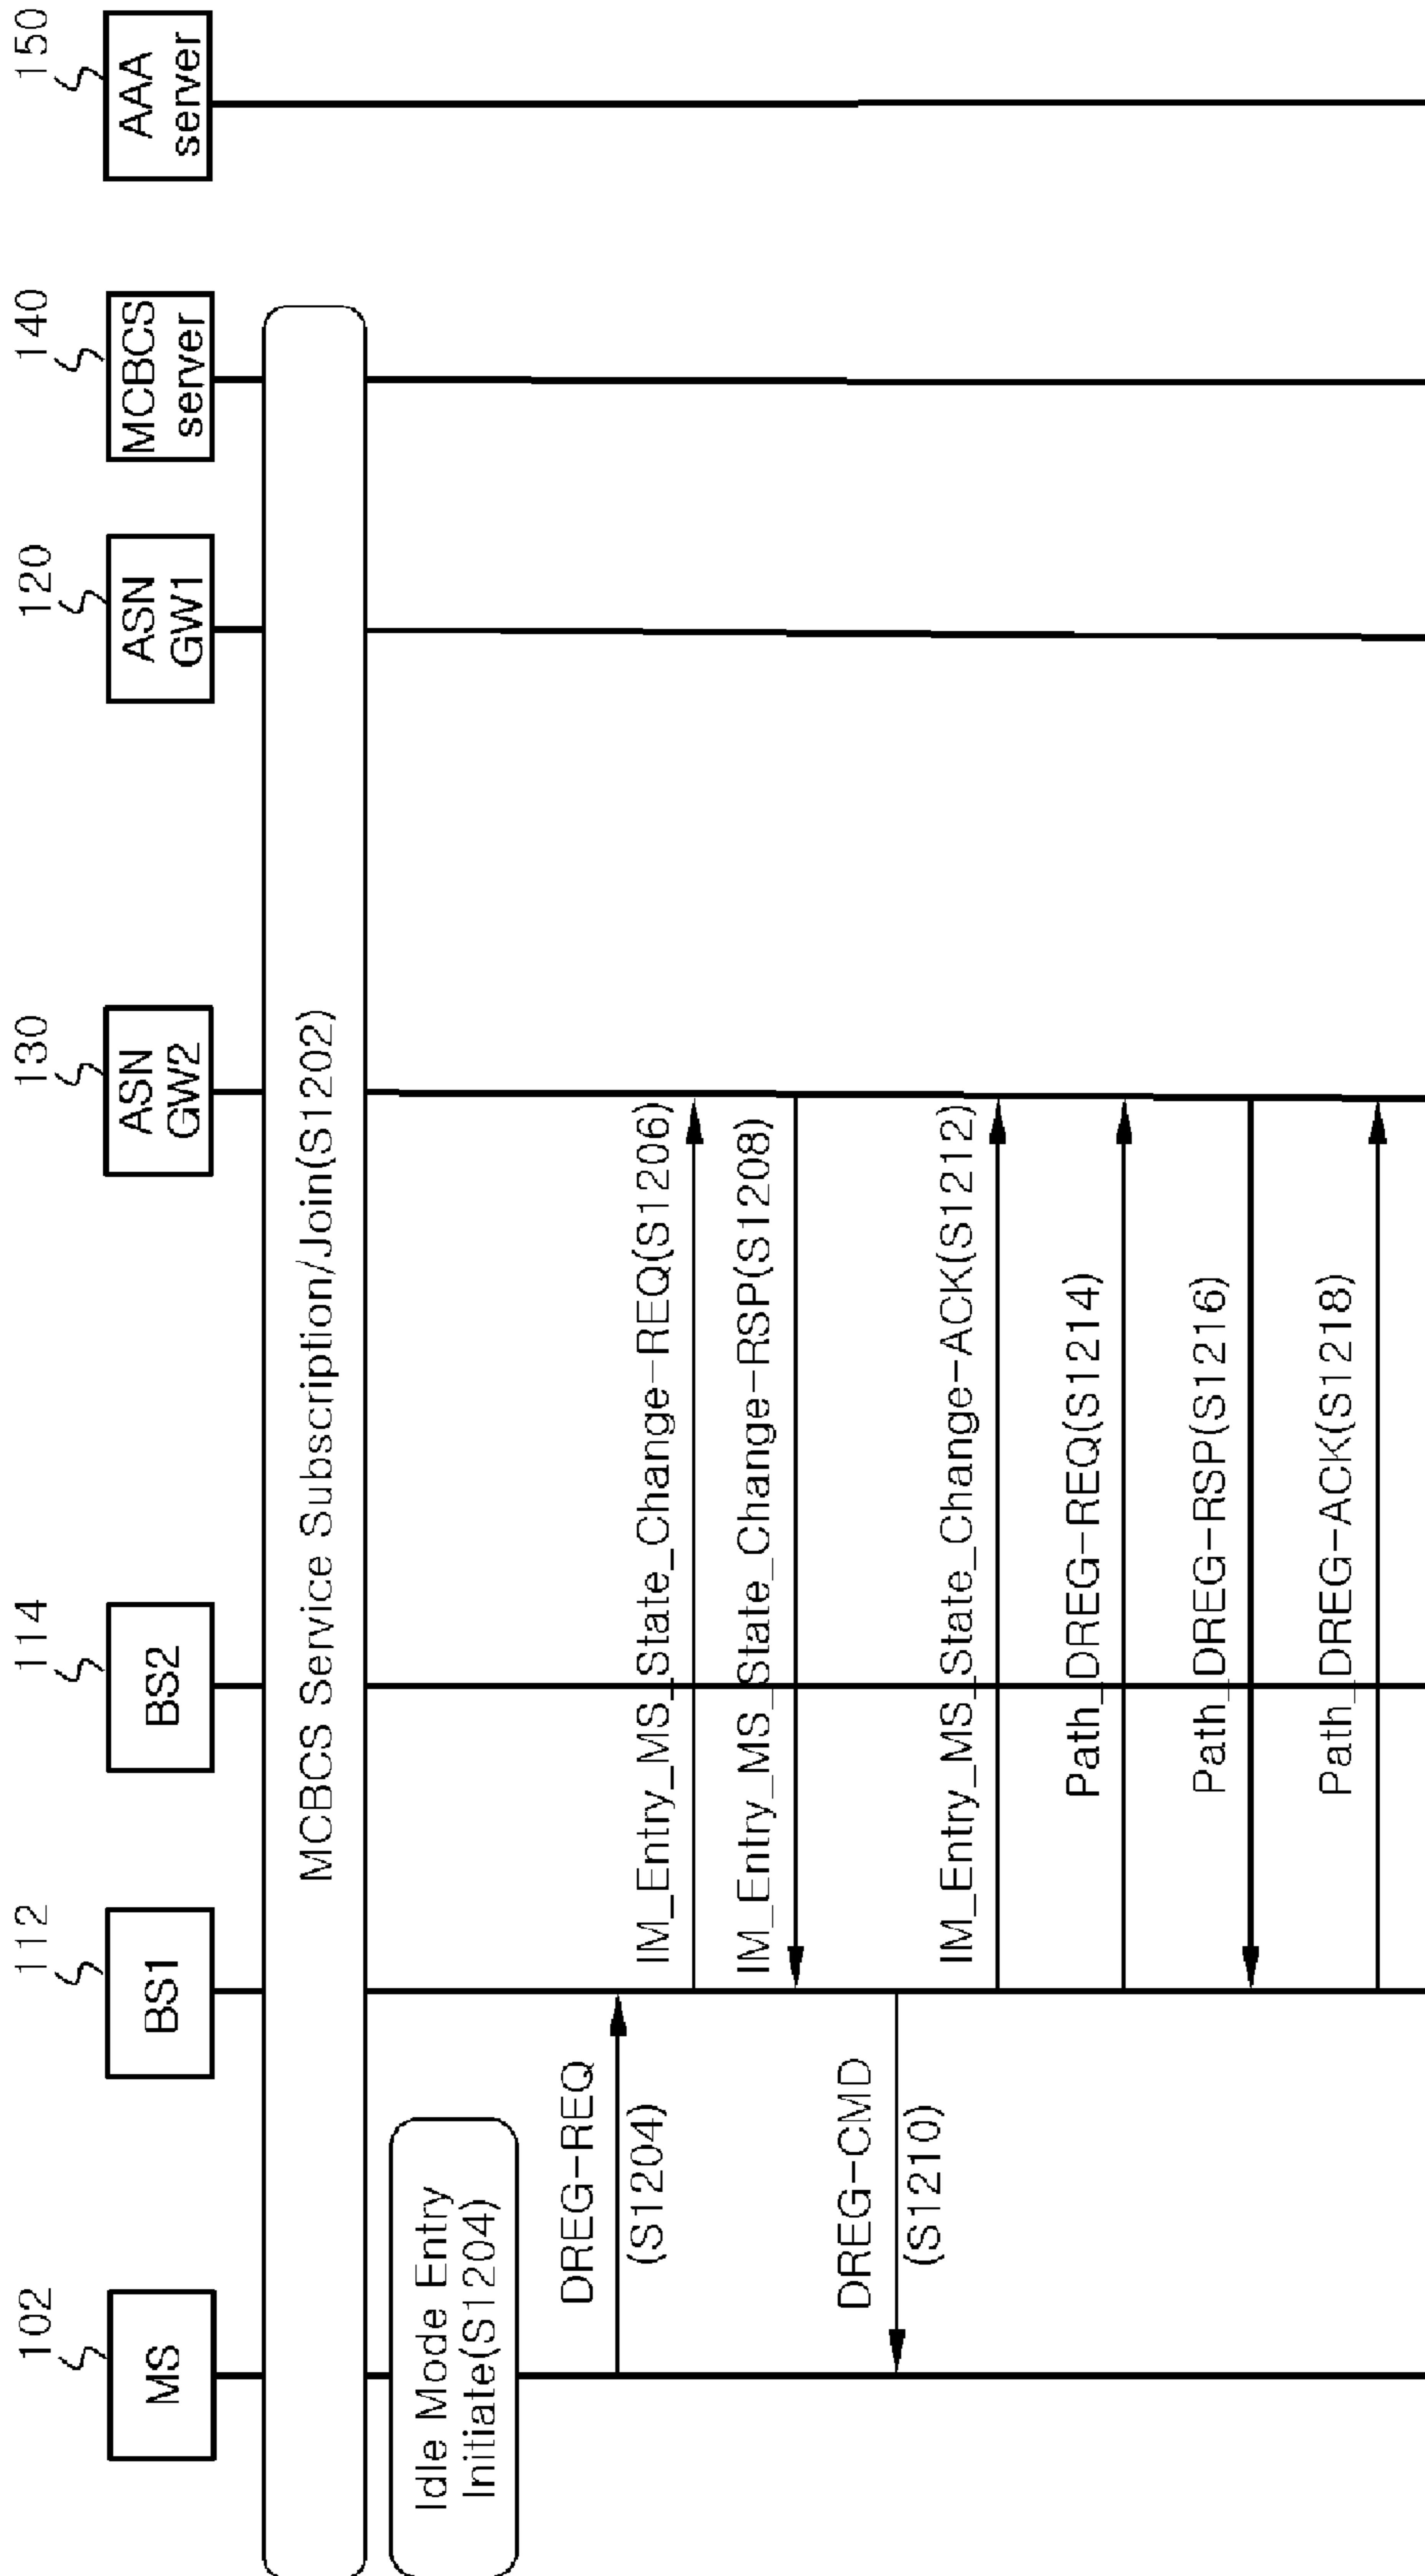 102
112
114
130
120
140
150
MS
BS1
BS2
ASN
GW2
ASN
GW1
MCBCS
server
AAA
server
MCBCS Service Subscription/Join(S1202)
Idle Mode Entry
Initiate(S1204)
DREG-REQ
(S1204)
IM_Entry_MS_State_Change-REQ(S1206)
IM_Entry_MS_State_Change-RSP(S1208)
DREG-CMD
(S1210)
IM_Entry_MS_State_Change-ACK(S1212)
Path_DREG-REQ(S1214)
Path_DREG-RSP(S1216)
Path_DREG-ACK(S1218)